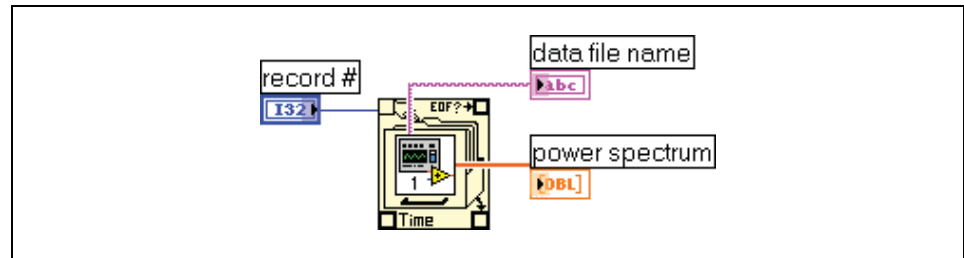 data file name
record #
abc
I32
EOF?
power spectrum
1
DBL]
Time